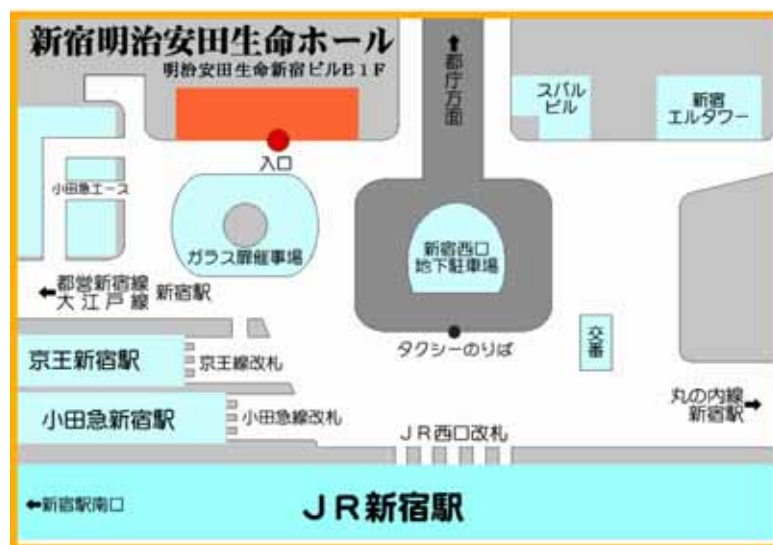 新宿明治安田生命ホール
明治安田生命新宿ビルB1F
↑都庁方面
スバル
ビル
新宿
エルタワー
入口
小田急エース
ガラス扉催事場
新宿西口
地下駐車場
←都営新宿線
大江戸線 新宿駅
タクシーのりば
交番
京王新宿駅
京王線改札
丸の内線→
新宿駅
小田急新宿駅
小田急線改札
JR西口改札
←新宿駅南口
JR新宿駅